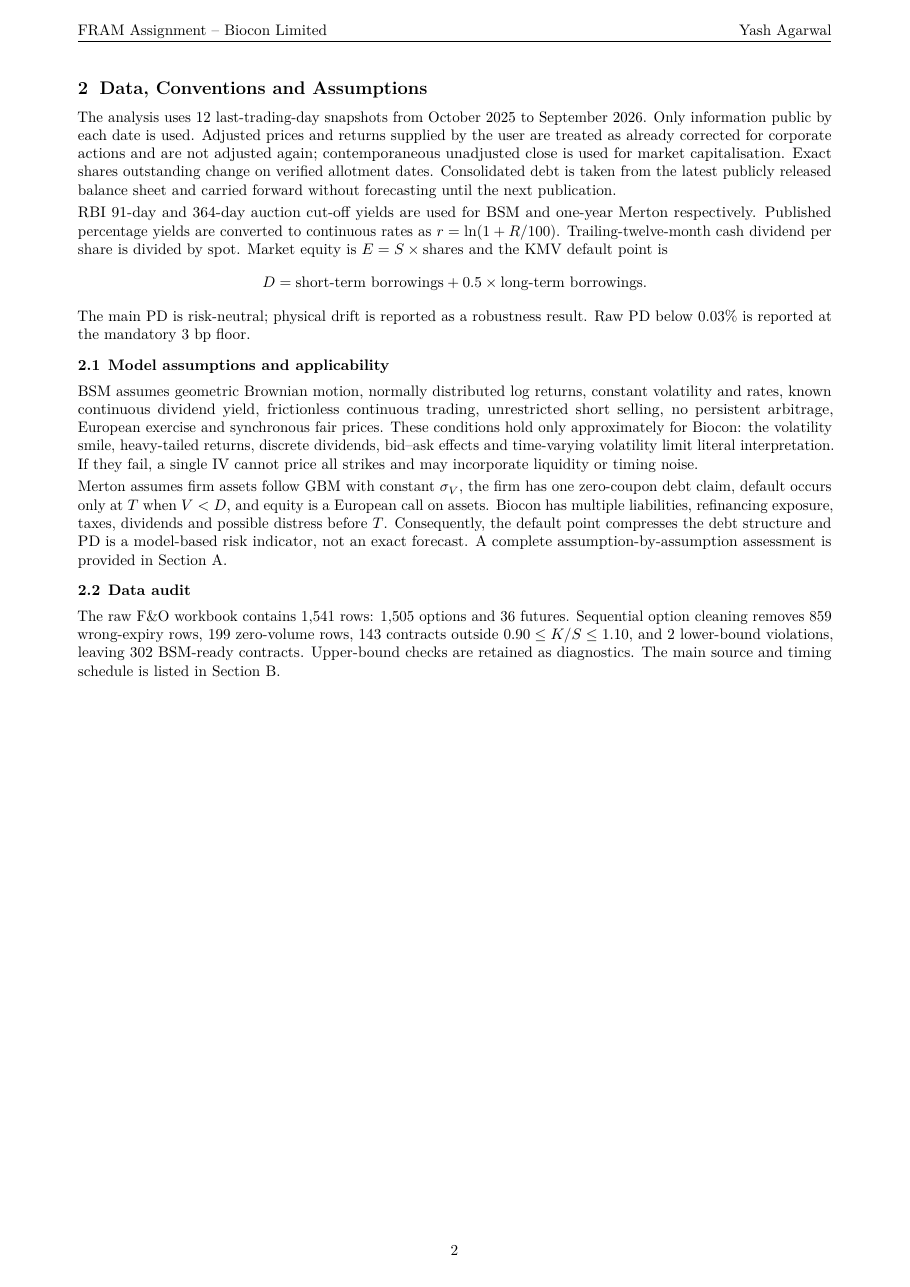 FRAM Assignment – Biocon Limited Yash Agarwal
2 Data, Conventions and Assumptions
The analysis uses 12 last-trading-day snapshots from October 2025 to September 2026. Only information public by
each date is used. Adjusted prices and returns supplied by the user are treated as already corrected for corporate
actions and are not adjusted again; contemporaneous unadjusted close is used for market capitalisation. Exact
shares outstanding change on verified allotment dates. Consolidated debt is taken from the latest publicly released
balance sheet and carried forward without forecasting until the next publication.
RBI 91-day and 364-day auction cut-off yields are used for BSM and one-year Merton respectively. Published
percentage yields are converted to continuous rates as r = ln(1 + R/100). Trailing-twelve-month cash dividend per
share is divided by spot. Market equity is E = S × shares and the KMV default point is
D = short-term borrowings + 0.5 × long-term borrowings.
The main PD is risk-neutral; physical drift is reported as a robustness result. Raw PD below 0.03% is reported at
the mandatory 3 bp floor.
2.1 Model assumptions and applicability
BSM assumes geometric Brownian motion, normally distributed log returns, constant volatility and rates, known
continuous dividend yield, frictionless continuous trading, unrestricted short selling, no persistent arbitrage,
European exercise and synchronous fair prices. These conditions hold only approximately for Biocon: the volatility
smile, heavy-tailed returns, discrete dividends, bid–ask effects and time-varying volatility limit literal interpretation.
If they fail, a single IV cannot price all strikes and may incorporate liquidity or timing noise.
Merton assumes firm assets follow GBM with constant σ_V, the firm has one zero-coupon debt claim, default occurs
only at T when V < D, and equity is a European call on assets. Biocon has multiple liabilities, refinancing exposure,
taxes, dividends and possible distress before T. Consequently, the default point compresses the debt structure and
PD is a model-based risk indicator, not an exact forecast. A complete assumption-by-assumption assessment is
provided in Section A.
2.2 Data audit
The raw F&O workbook contains 1,541 rows: 1,505 options and 36 futures. Sequential option cleaning removes 859
wrong-expiry rows, 199 zero-volume rows, 143 contracts outside 0.90 ≤ K/S ≤ 1.10, and 2 lower-bound violations,
leaving 302 BSM-ready contracts. Upper-bound checks are retained as diagnostics. The main source and timing
schedule is listed in Section B.
2